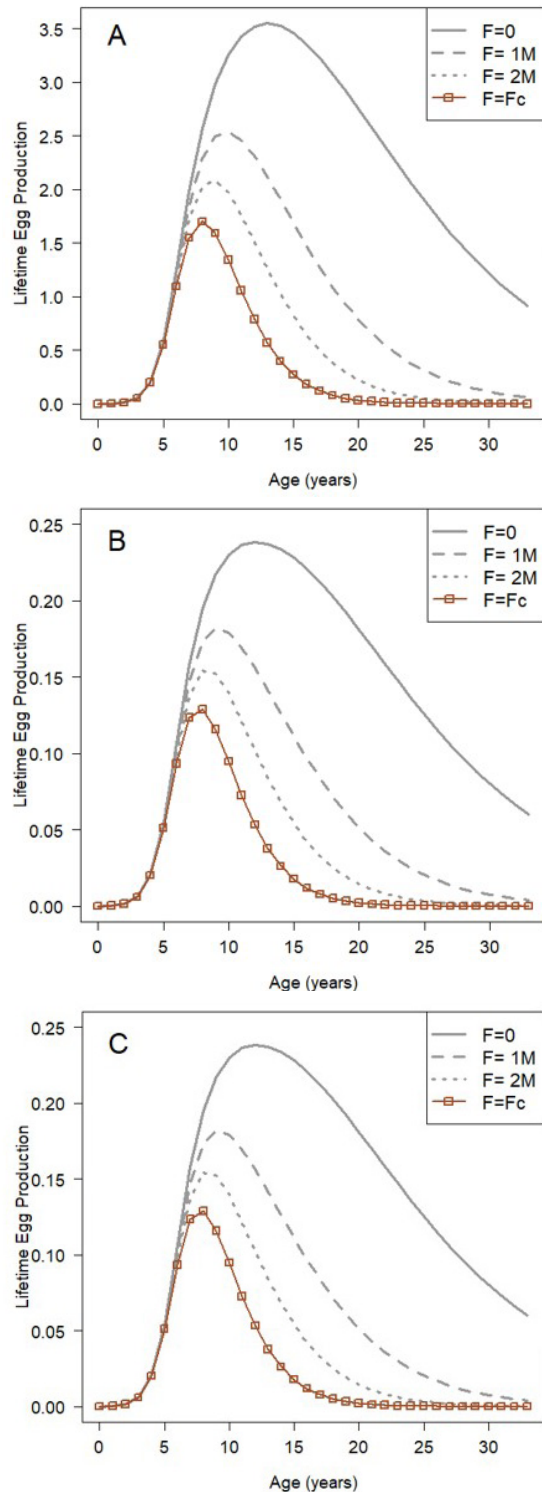 A
F=0
F= 1M
F= 2M
F=Fc
Lifetime Egg Production
3.5
3.0
2.5
2.0
1.5
1.0
0.5
0.0
0 5 10 15 20 25 30
Age (years)
B
F=0
F= 1M
F= 2M
F=Fc
Lifetime Egg Production
0.25
0.20
0.15
0.10
0.05
0.00
0 5 10 15 20 25 30
Age (years)
C
F=0
F= 1M
F= 2M
F=Fc
Lifetime Egg Production
0.25
0.20
0.15
0.10
0.05
0.00
0 5 10 15 20 25 30
Age (years)